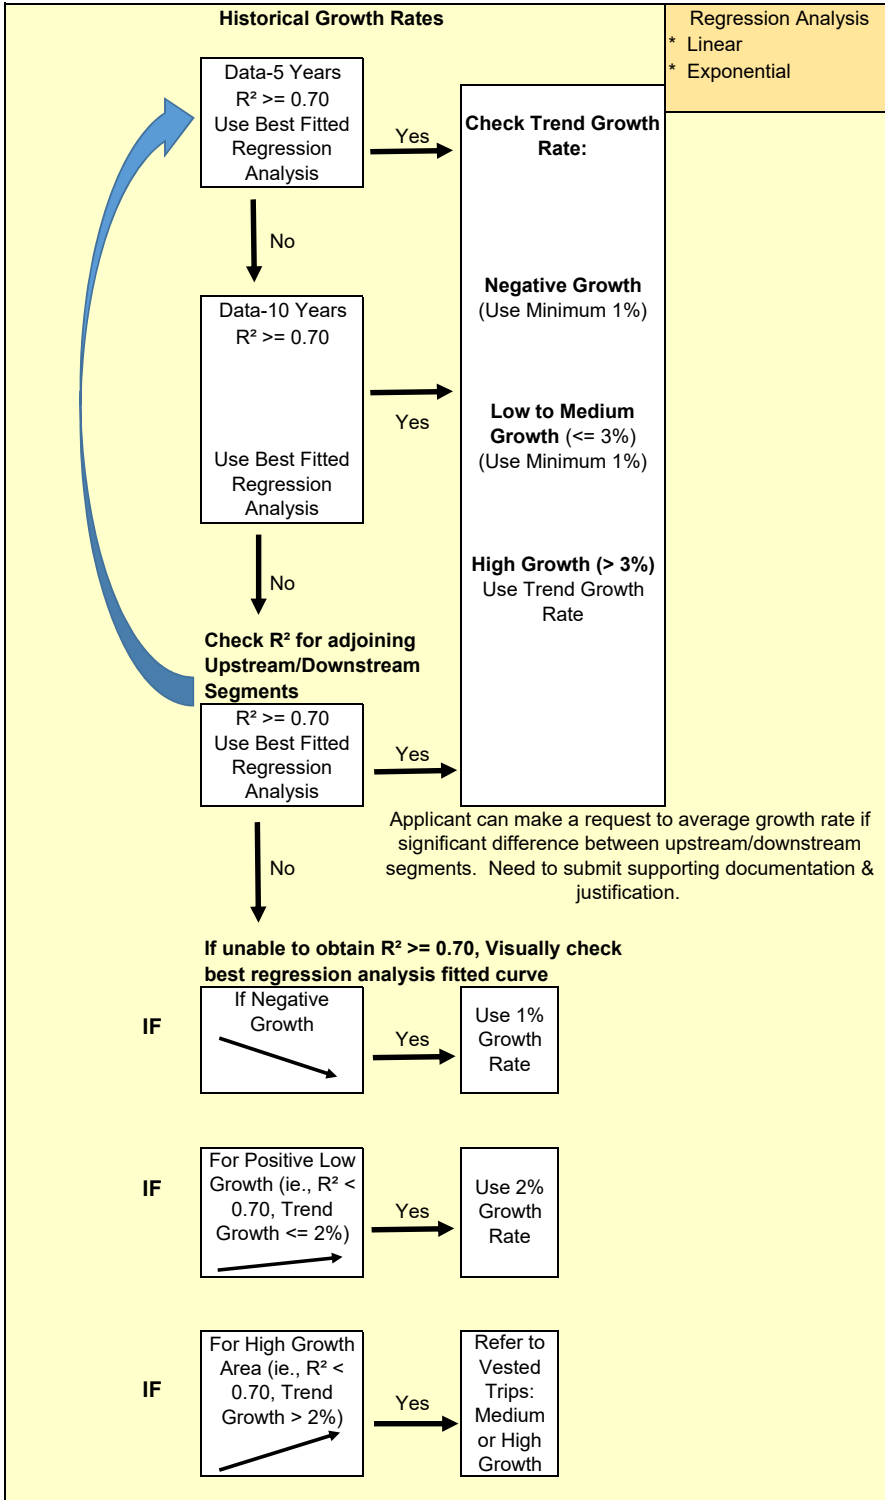 Historical Growth Rates
Regression Analysis
* Linear
* Exponential
Data-5 Years
R² >= 0.70
Use Best Fitted
Regression
Analysis
Yes
Check Trend Growth
Rate:
No
Negative Growth
(Use Minimum 1%)
Data-10 Years
R² >= 0.70
Yes
Low to Medium
Growth (<= 3%)
(Use Minimum 1%)
Use Best Fitted
Regression
Analysis
High Growth (> 3%)
Use Trend Growth
Rate
No
Check R² for adjoining
Upstream/Downstream
Segments
R² >= 0.70
Use Best Fitted
Regression
Analysis
Yes
Applicant can make a request to average growth rate if
significant difference between upstream/downstream
segments.  Need to submit supporting documentation &
justification.
No
If unable to obtain R² >= 0.70, Visually check
best regression analysis fitted curve
IF
If Negative
Growth
Yes
Use 1%
Growth
Rate
IF
For Positive Low
Growth (ie., R² <
0.70, Trend
Growth <= 2%)
Yes
Use 2%
Growth
Rate
IF
For High Growth
Area (ie., R² <
0.70, Trend
Growth > 2%)
Yes
Refer to
Vested
Trips:
Medium
or High
Growth